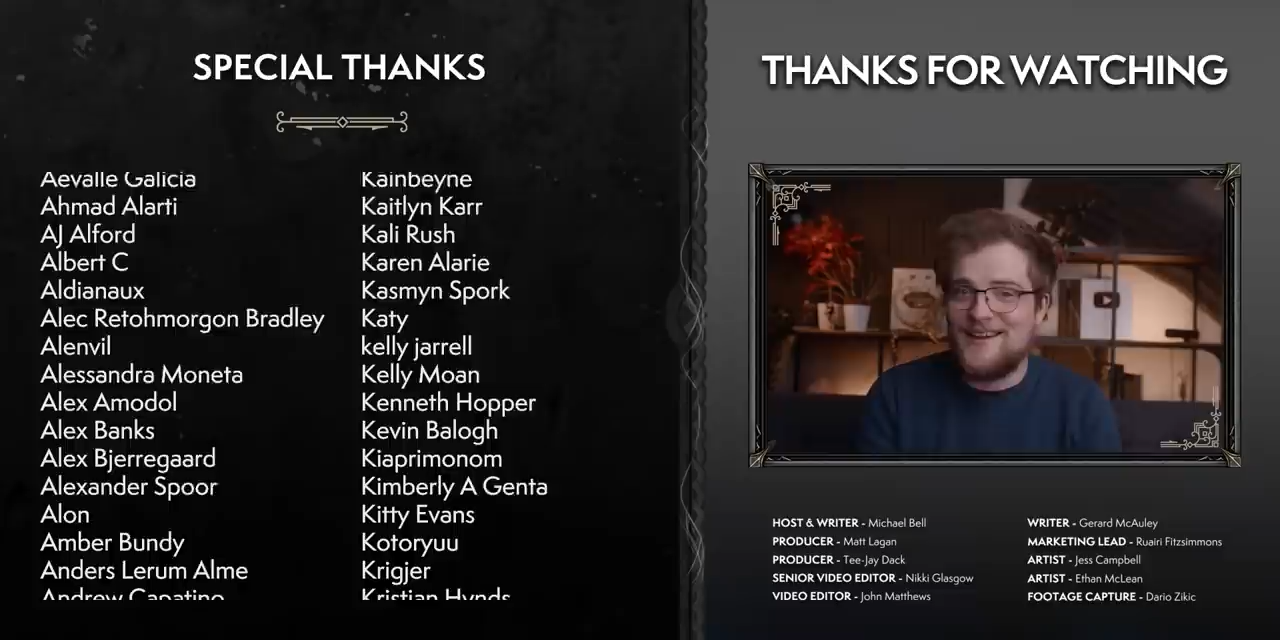 SPECIAL THANKS
Aevalle Galicia
Ahmad Alarti
AJ Alford
Albert C
Aldianaux
Alec Retohmorgon Bradley
Alenvil
Alessandra Moneta
Alex Amodol
Alex Banks
Alex Bjerregaard
Alexander Spoor
Alon
Amber Bundy
Anders Lerum Alme
Andrew Capatino
Kainbeyne
Kaitlyn Karr
Kali Rush
Karen Alarie
Kasmyn Spork
Katy
kelly jarrell
Kelly Moan
Kenneth Hopper
Kevin Balogh
Kiaprimonom
Kimberly A Genta
Kitty Evans
Kotoryuu
Krigjer
Kristian Hynds
THANKS FOR WATCHING
HOST & WRITER - Michael Bell
PRODUCER - Matt Lagan
PRODUCER - Tee-Jay Dack
SENIOR VIDEO EDITOR - Nikki Glasgow
VIDEO EDITOR - John Matthews
WRITER - Gerard McAuley
MARKETING LEAD - Ruairi Fitzsimmons
ARTIST - Jess Campbell
ARTIST - Ethan McLean
FOOTAGE CAPTURE - Dario Zikic